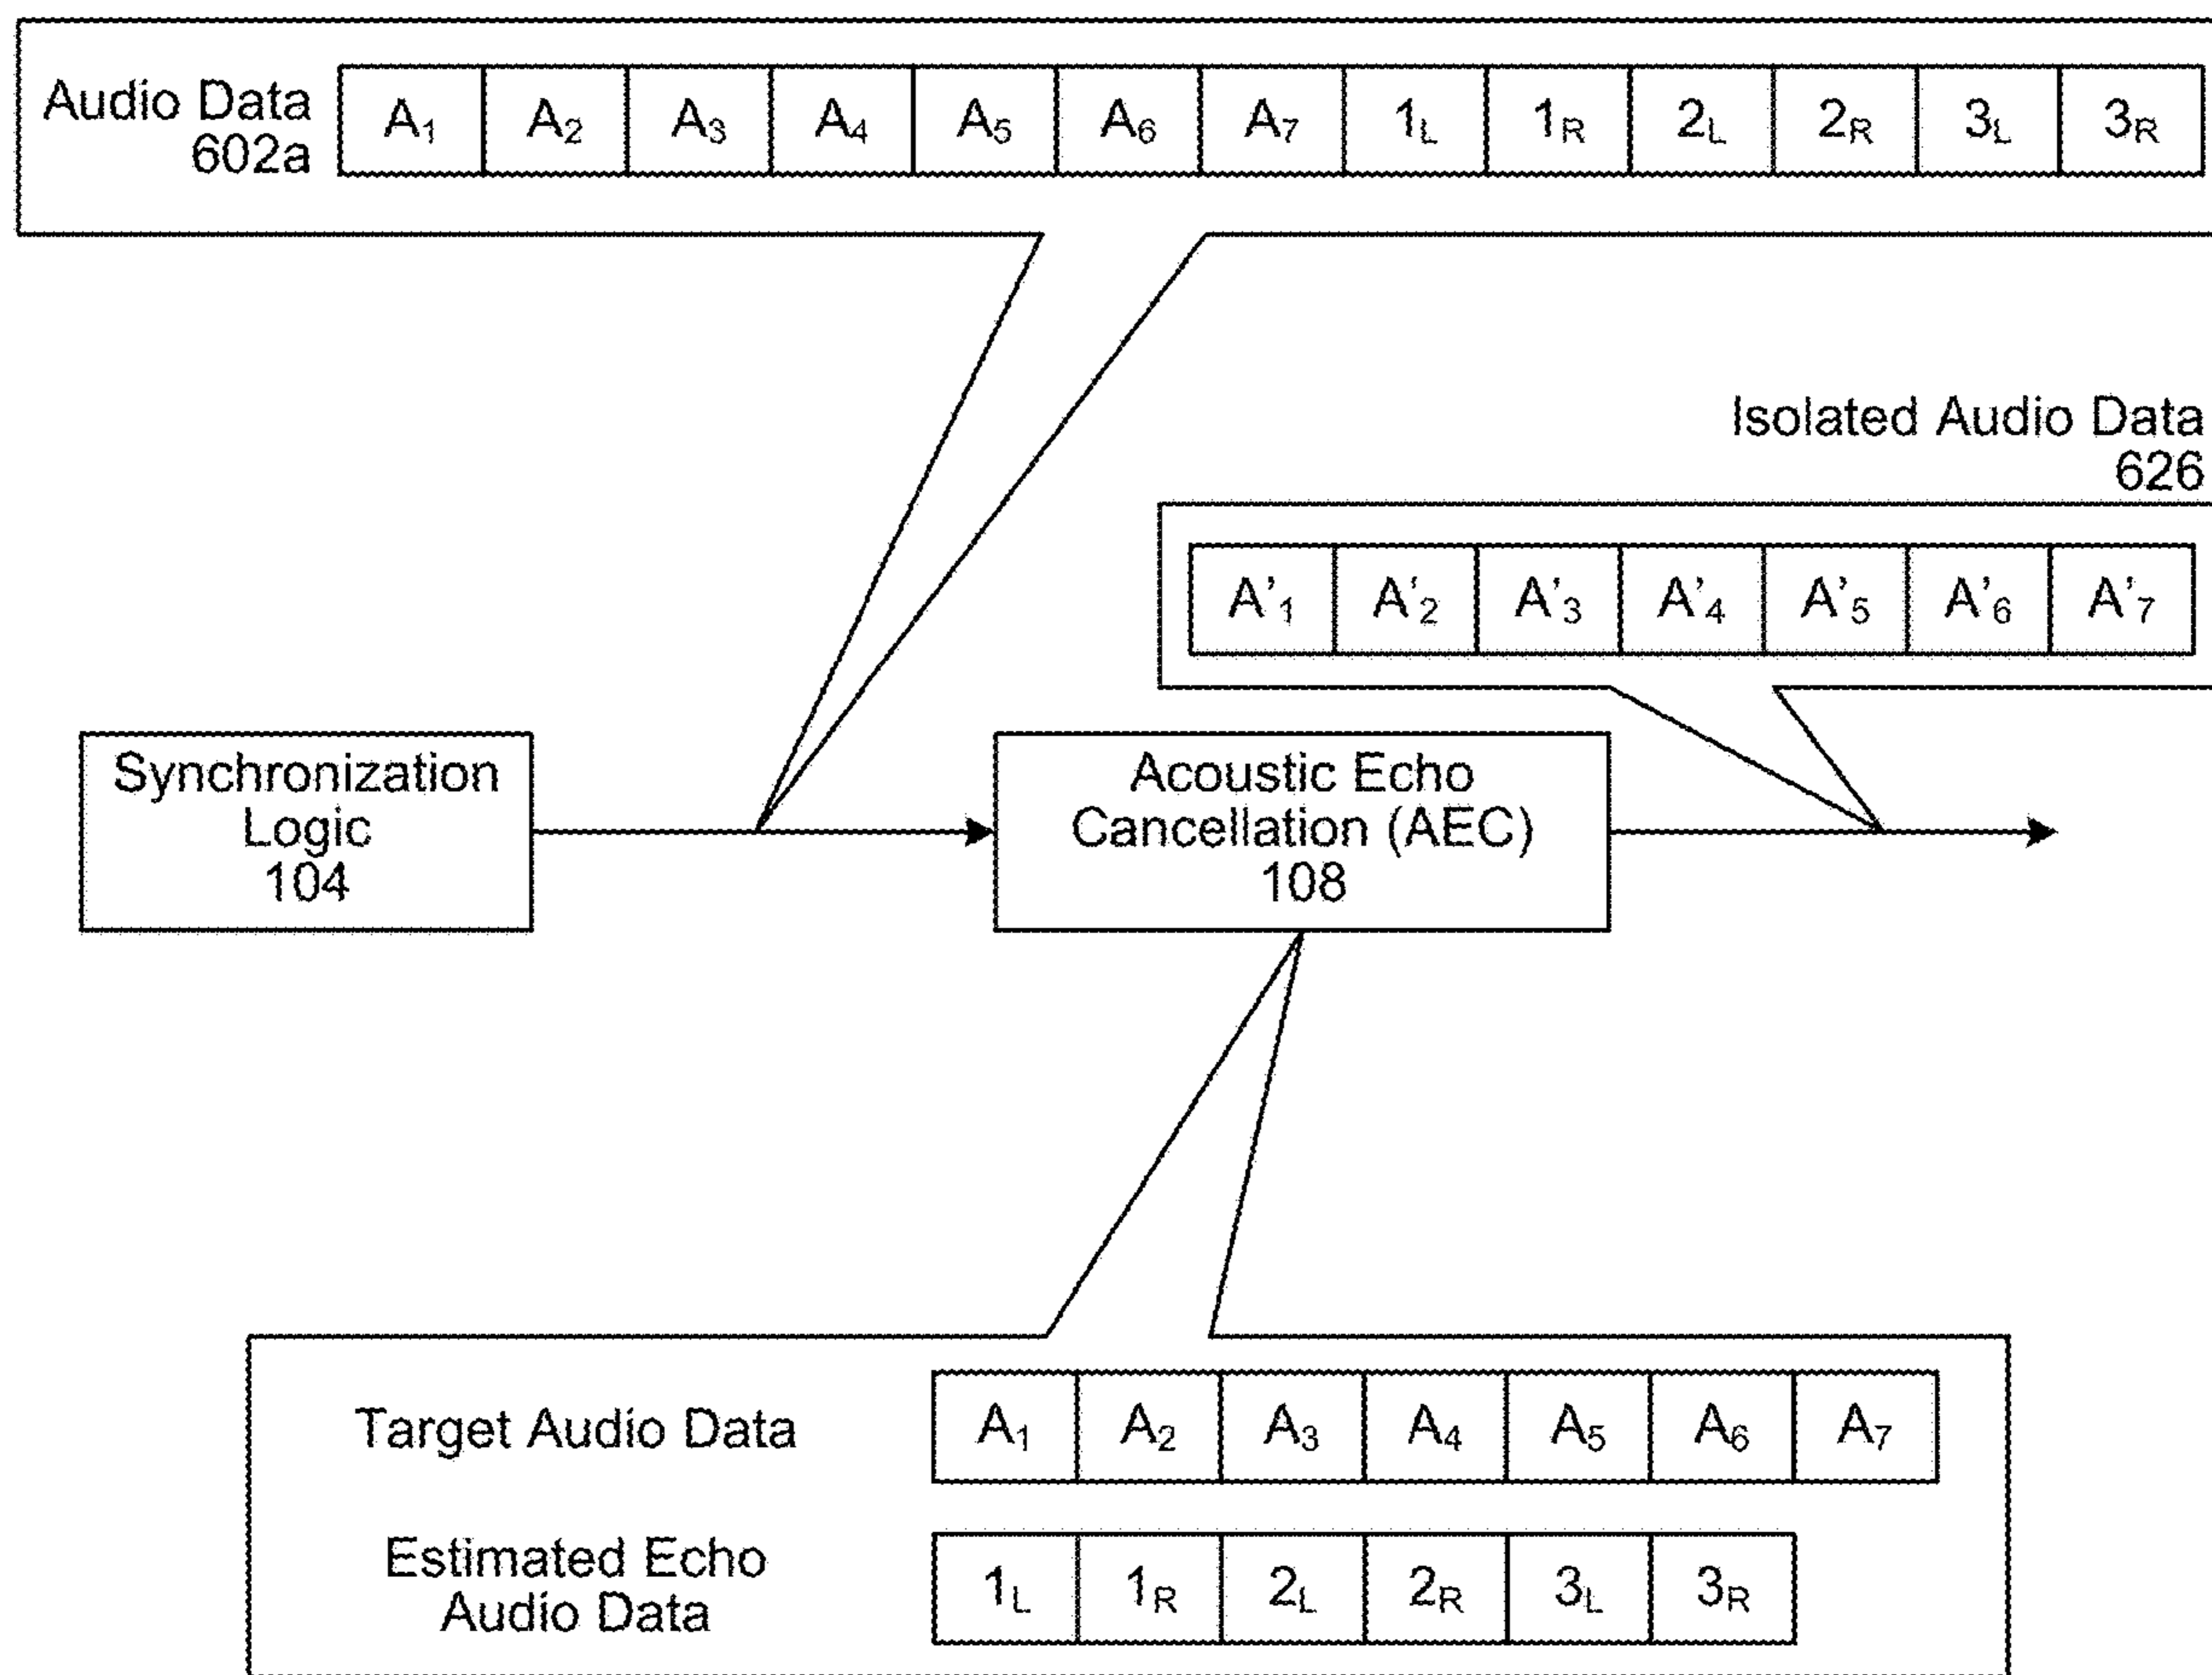 Audio Data
602a
A₁ A₂ A₃ A₄ A₅ A₆ A₇ 1L 1R 2L 2R 3L 3R
Isolated Audio Data
626
A'₁ A'₂ A'₃ A'₄ A'₅ A'₆ A'₇
Synchronization
Logic
104
Acoustic Echo
Cancellation (AEC)
108
Target Audio Data
A₁ A₂ A₃ A₄ A₅ A₆ A₇
Estimated Echo
Audio Data
1L 1R 2L 2R 3L 3R